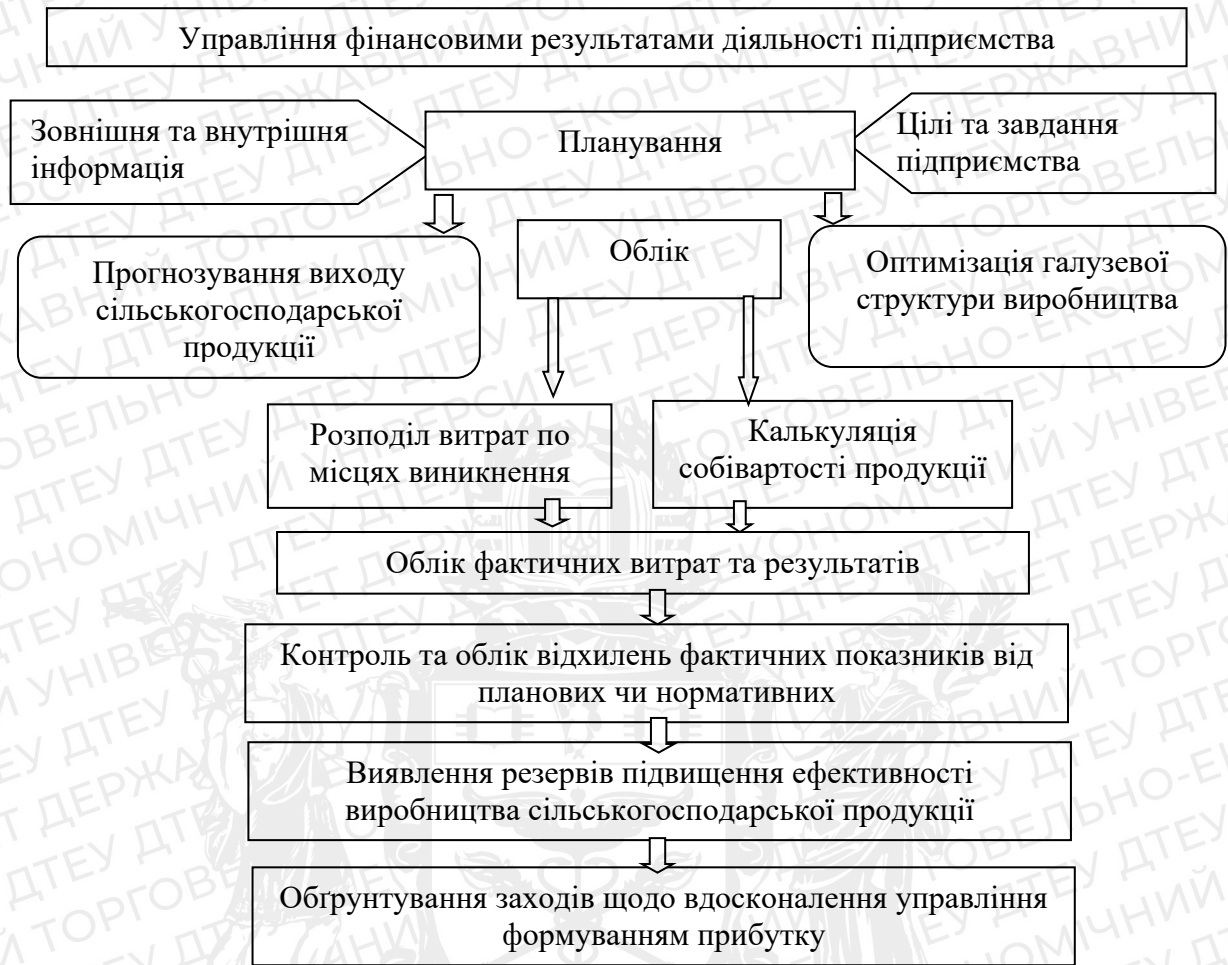 Управління фінансовими результатами діяльності підприємства
Зовнішня та внутрішня
інформація
Планування
Цілі та завдання
підприємства
Прогнозування виходу
сільськогосподарської
продукції
Облік
Оптимізація галузевої
структури виробництва
Розподіл витрат по
місцях виникнення
Калькуляція
собівартості продукції
Облік фактичних витрат та результатів
Контроль та облік відхилень фактичних показників від
планових чи нормативних
Виявлення резервів підвищення ефективності
виробництва сільськогосподарської продукції
Обґрунтування заходів щодо вдосконалення управління
формуванням прибутку